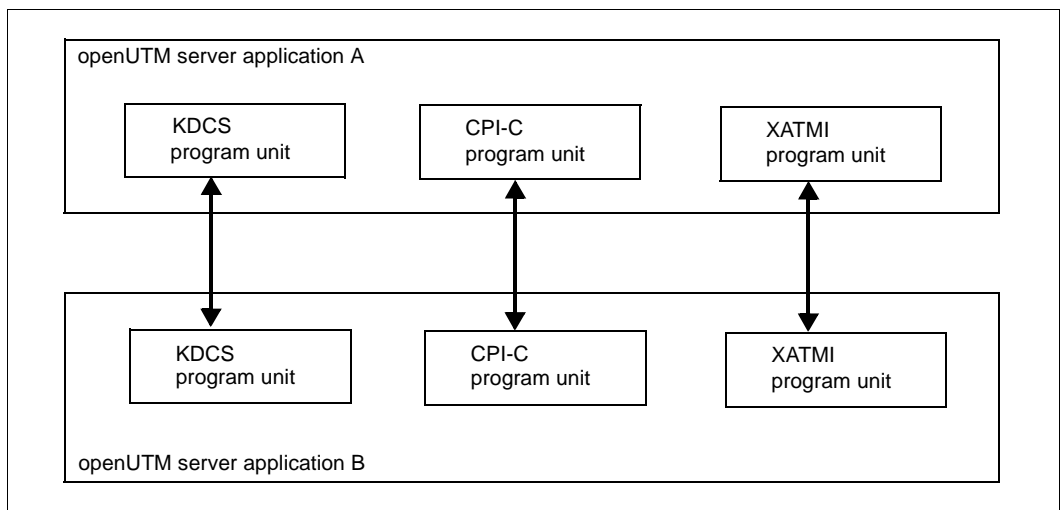 openUTM server application A
KDCS
program unit
CPI-C
program unit
XATMI
program unit
KDCS
program unit
CPI-C
program unit
XATMI
program unit
openUTM server application B